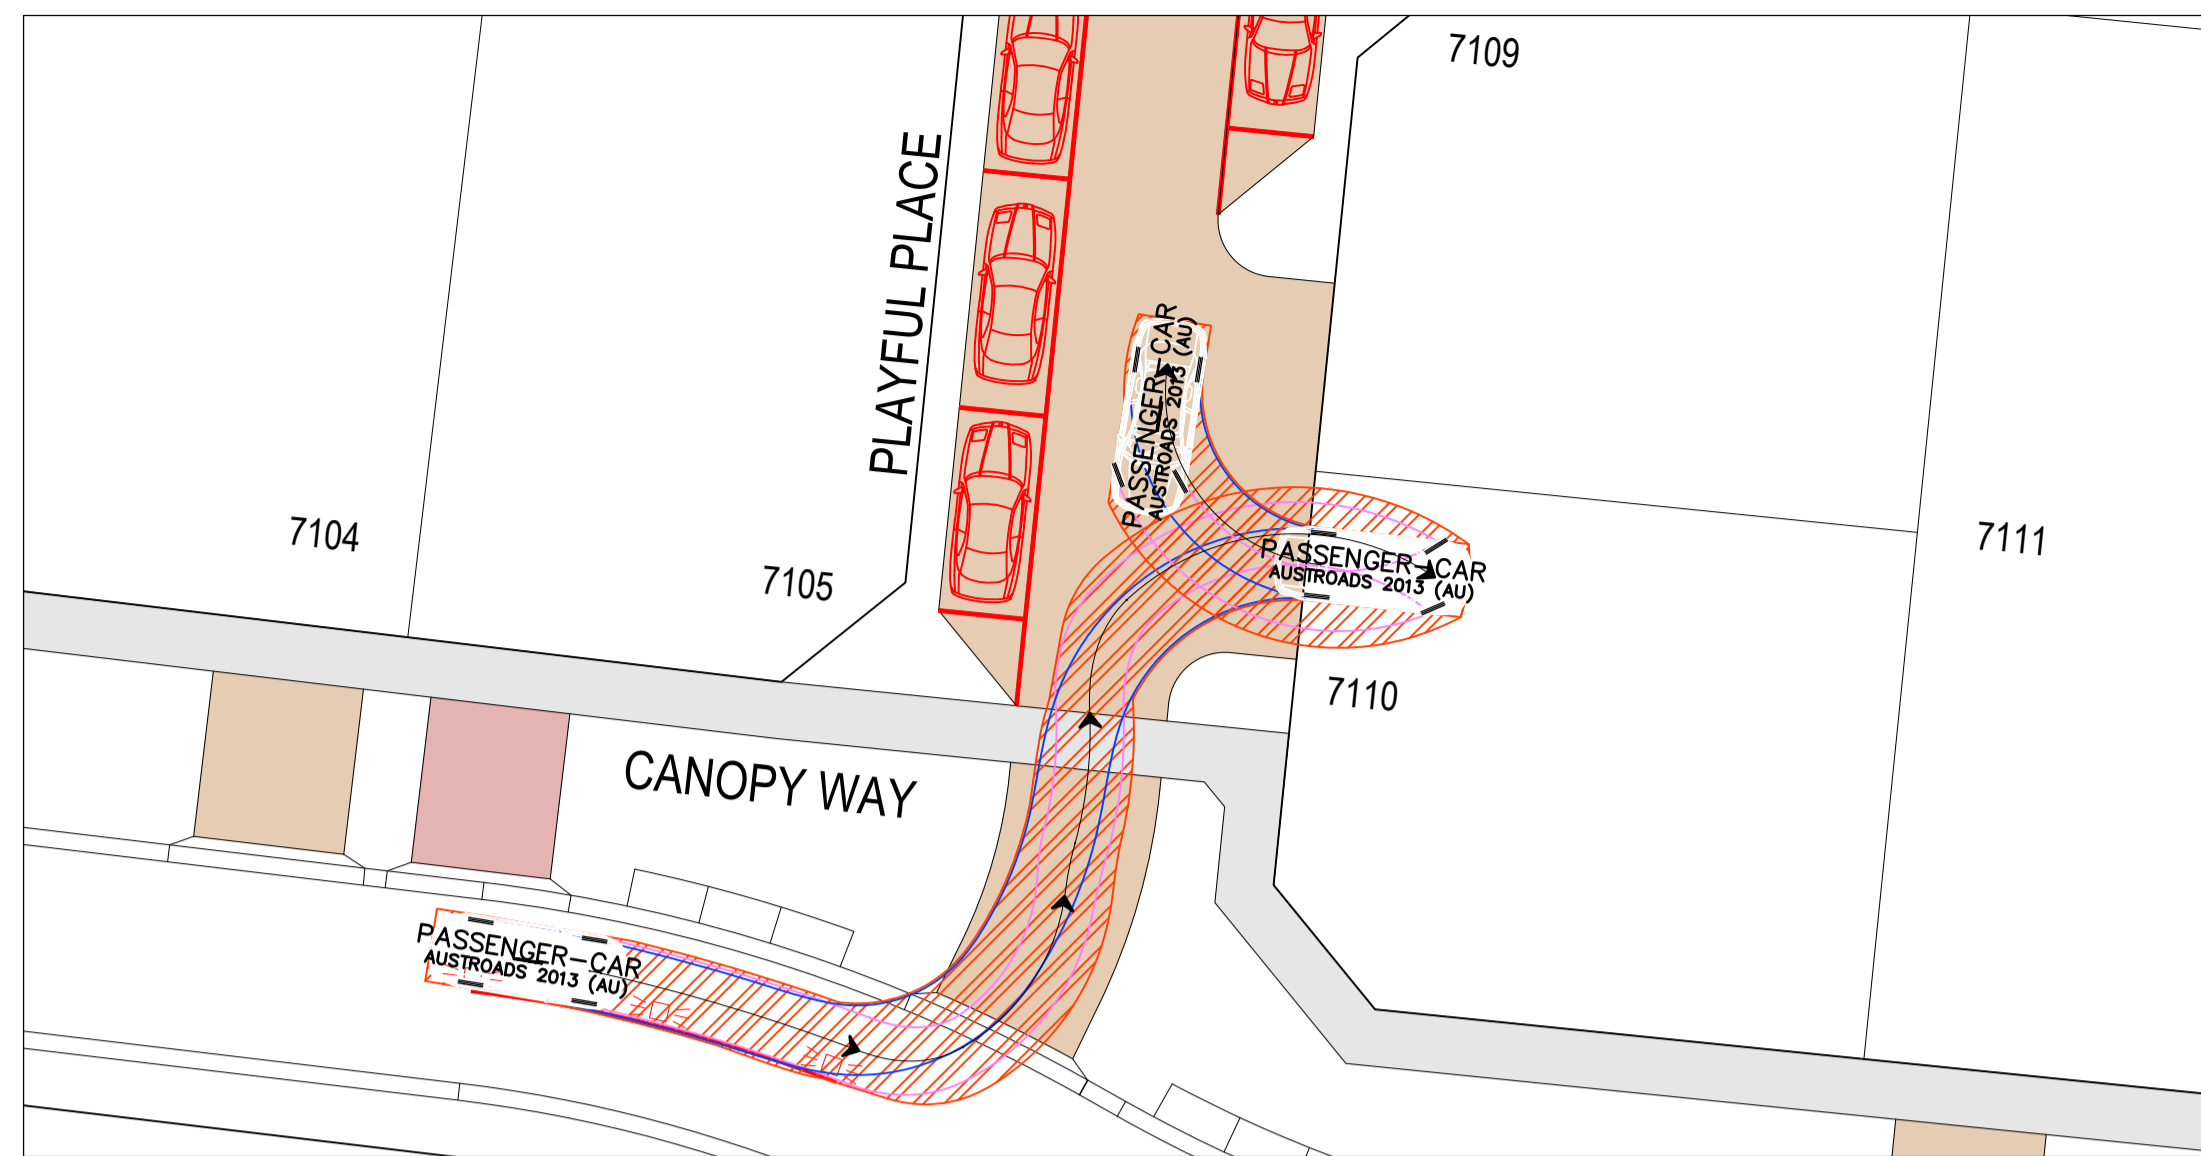 7109
PLAYFUL PLACE
PASSENGER-CAR
AUSTROADS 2013 (AU)
7104
7105
PASSENGER-CAR
AUSTROADS 2013 (AU)
7111
7110
CANOPY WAY
PASSENGER-CAR
AUSTROADS 2013 (AU)